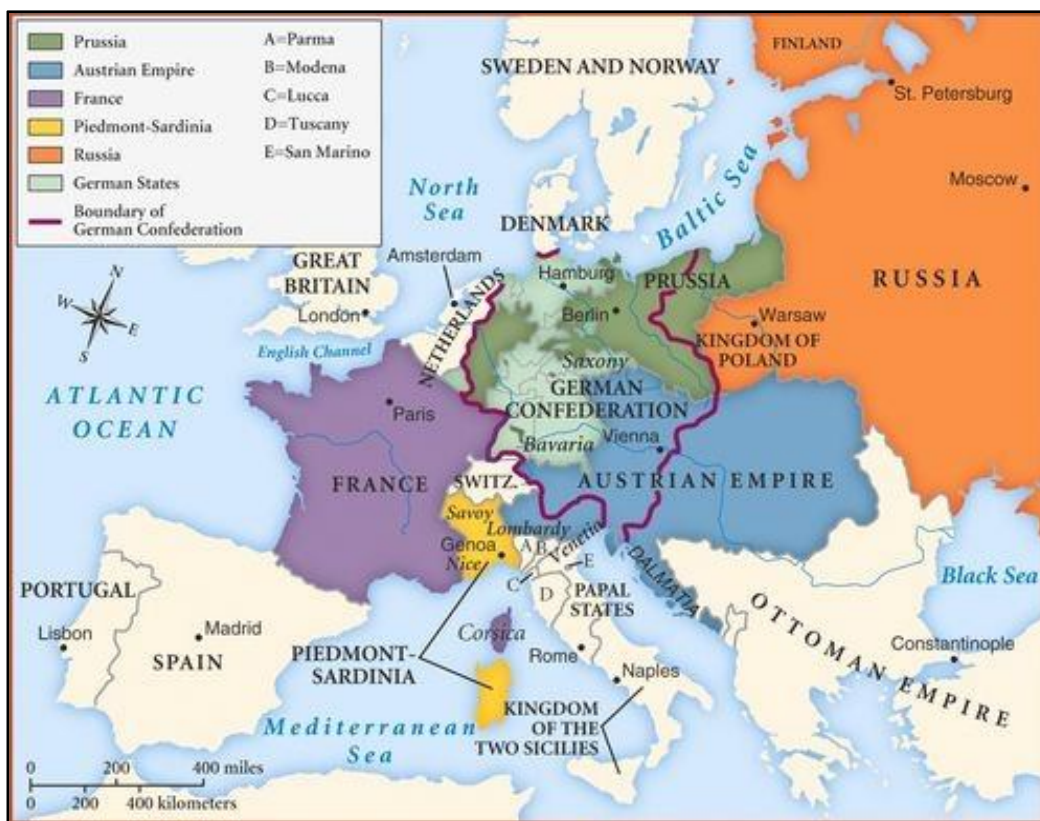 Prussia
Austrian Empire
France
Piedmont-Sardinia
Russia
German States
Boundary of
German Confederation
A=Parma
B=Modena
C=Lucca
D=Tuscany
E=San Marino
FINLAND
SWEDEN AND NORWAY
St. Petersburg
Moscow
North
Sea
Baltic Sea
DENMARK
GREAT
BRITAIN
Amsterdam
Hamburg
PRUSSIA
RUSSIA
N
W
E
S
London
NETHERLANDS
Berlin
Warsaw
KINGDOM OF
POLAND
English Channel
Saxony
ATLANTIC
OCEAN
Paris
GERMAN
CONFEDERATION
Bavaria
Vienna
FRANCE
SWITZ.
AUSTRIAN EMPIRE
Savoy
Lombardy
Venetia
Genoa
Nice
A
B
C
D
E
DALMATIA
Black Sea
PORTUGAL
PAPAL
STATES
OTTOMAN EMPIRE
Lisbon
Madrid
SPAIN
Corsica
PIEDMONT-
SARDINIA
Rome
Naples
Constantinople
KINGDOM
OF THE
TWO SICILIES
Mediterranean
Sea
0 200 400 miles
0 200 400 kilometers